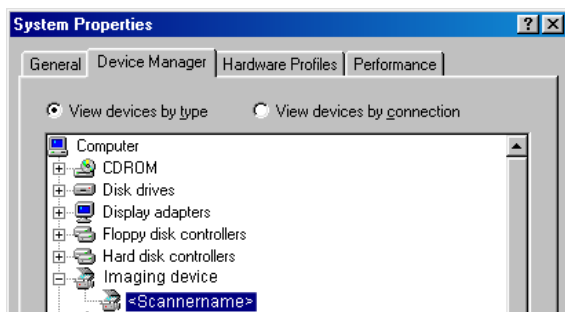 System Properties
General Device Manager Hardware Profiles Performance
View devices by type View devices by connection
Computer
CDROM
Disk drives
Display adapters
Floppy disk controllers
Hard disk controllers
Imaging device
<Scannername>